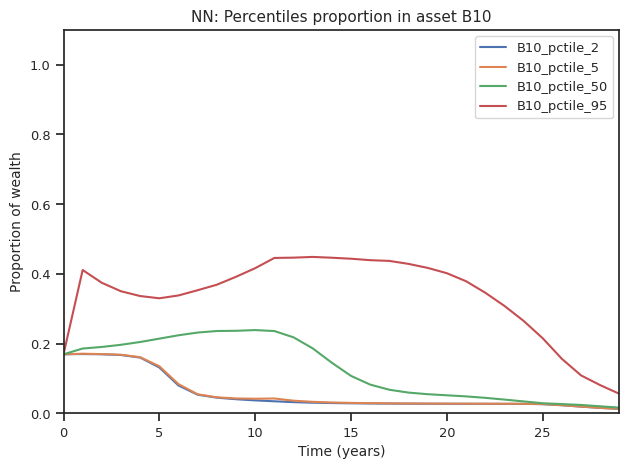 NN: Percentiles proportion in asset B10
B10_pctile_2
B10_pctile_5
B10_pctile_50
B10_pctile_95
Proportion of wealth
1.0
0.8
0.6
0.4
0.2
0.0
0 5 10 15 20 25
Time (years)